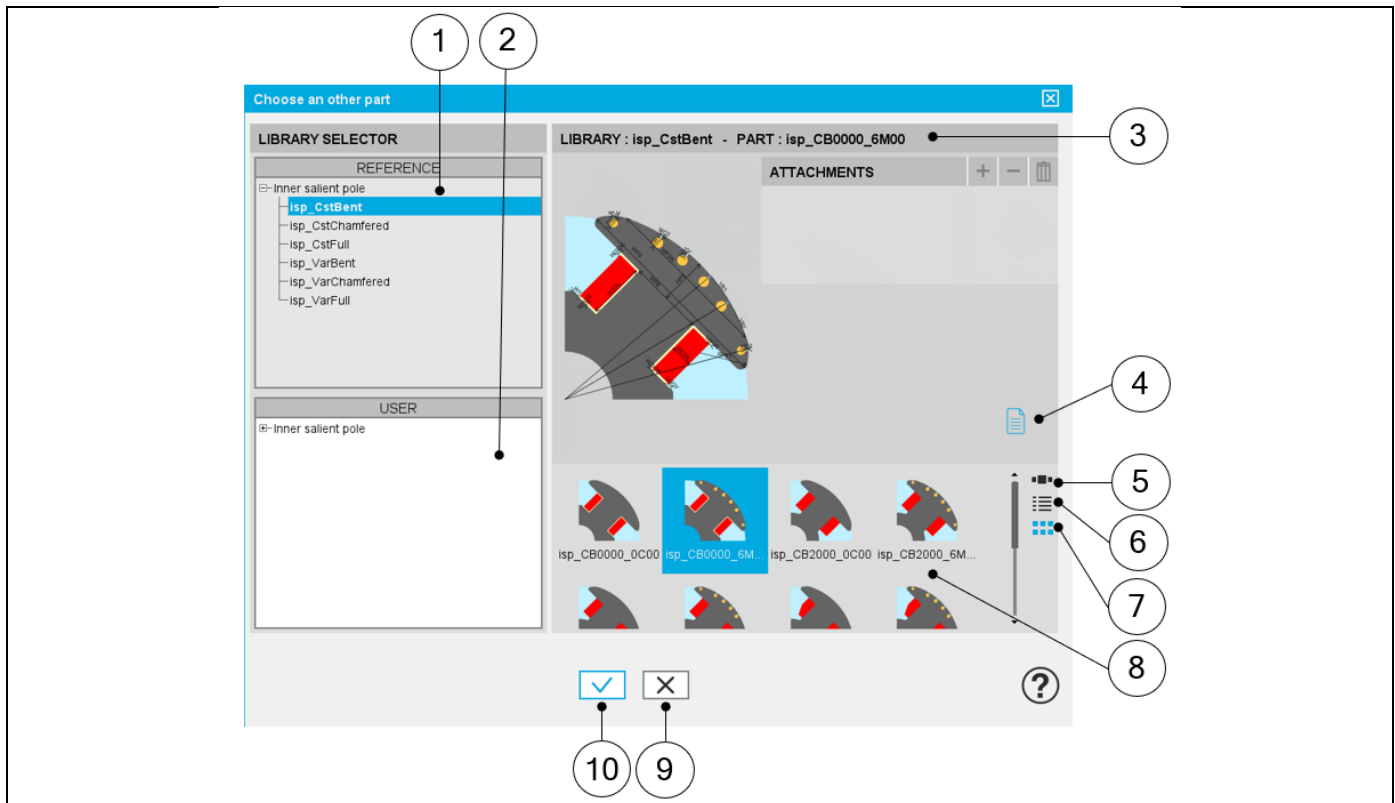 1
2
Choose an other part
LIBRARY SELECTOR
LIBRARY : isp_CstBent - PART : isp_CB0000_6M00
3
REFERENCE
ATTACHMENTS
Inner salient pole
isp_CstBent
isp_CstChamfered
isp_CstFull
isp_VarBent
isp_VarChamfered
isp_VarFull
4
USER
Inner salient pole
5
6
7
isp_CB0000_0C00
isp_CB0000_6M...
isp_CB2000_0C00
isp_CB2000_6M...
8
?
10
9